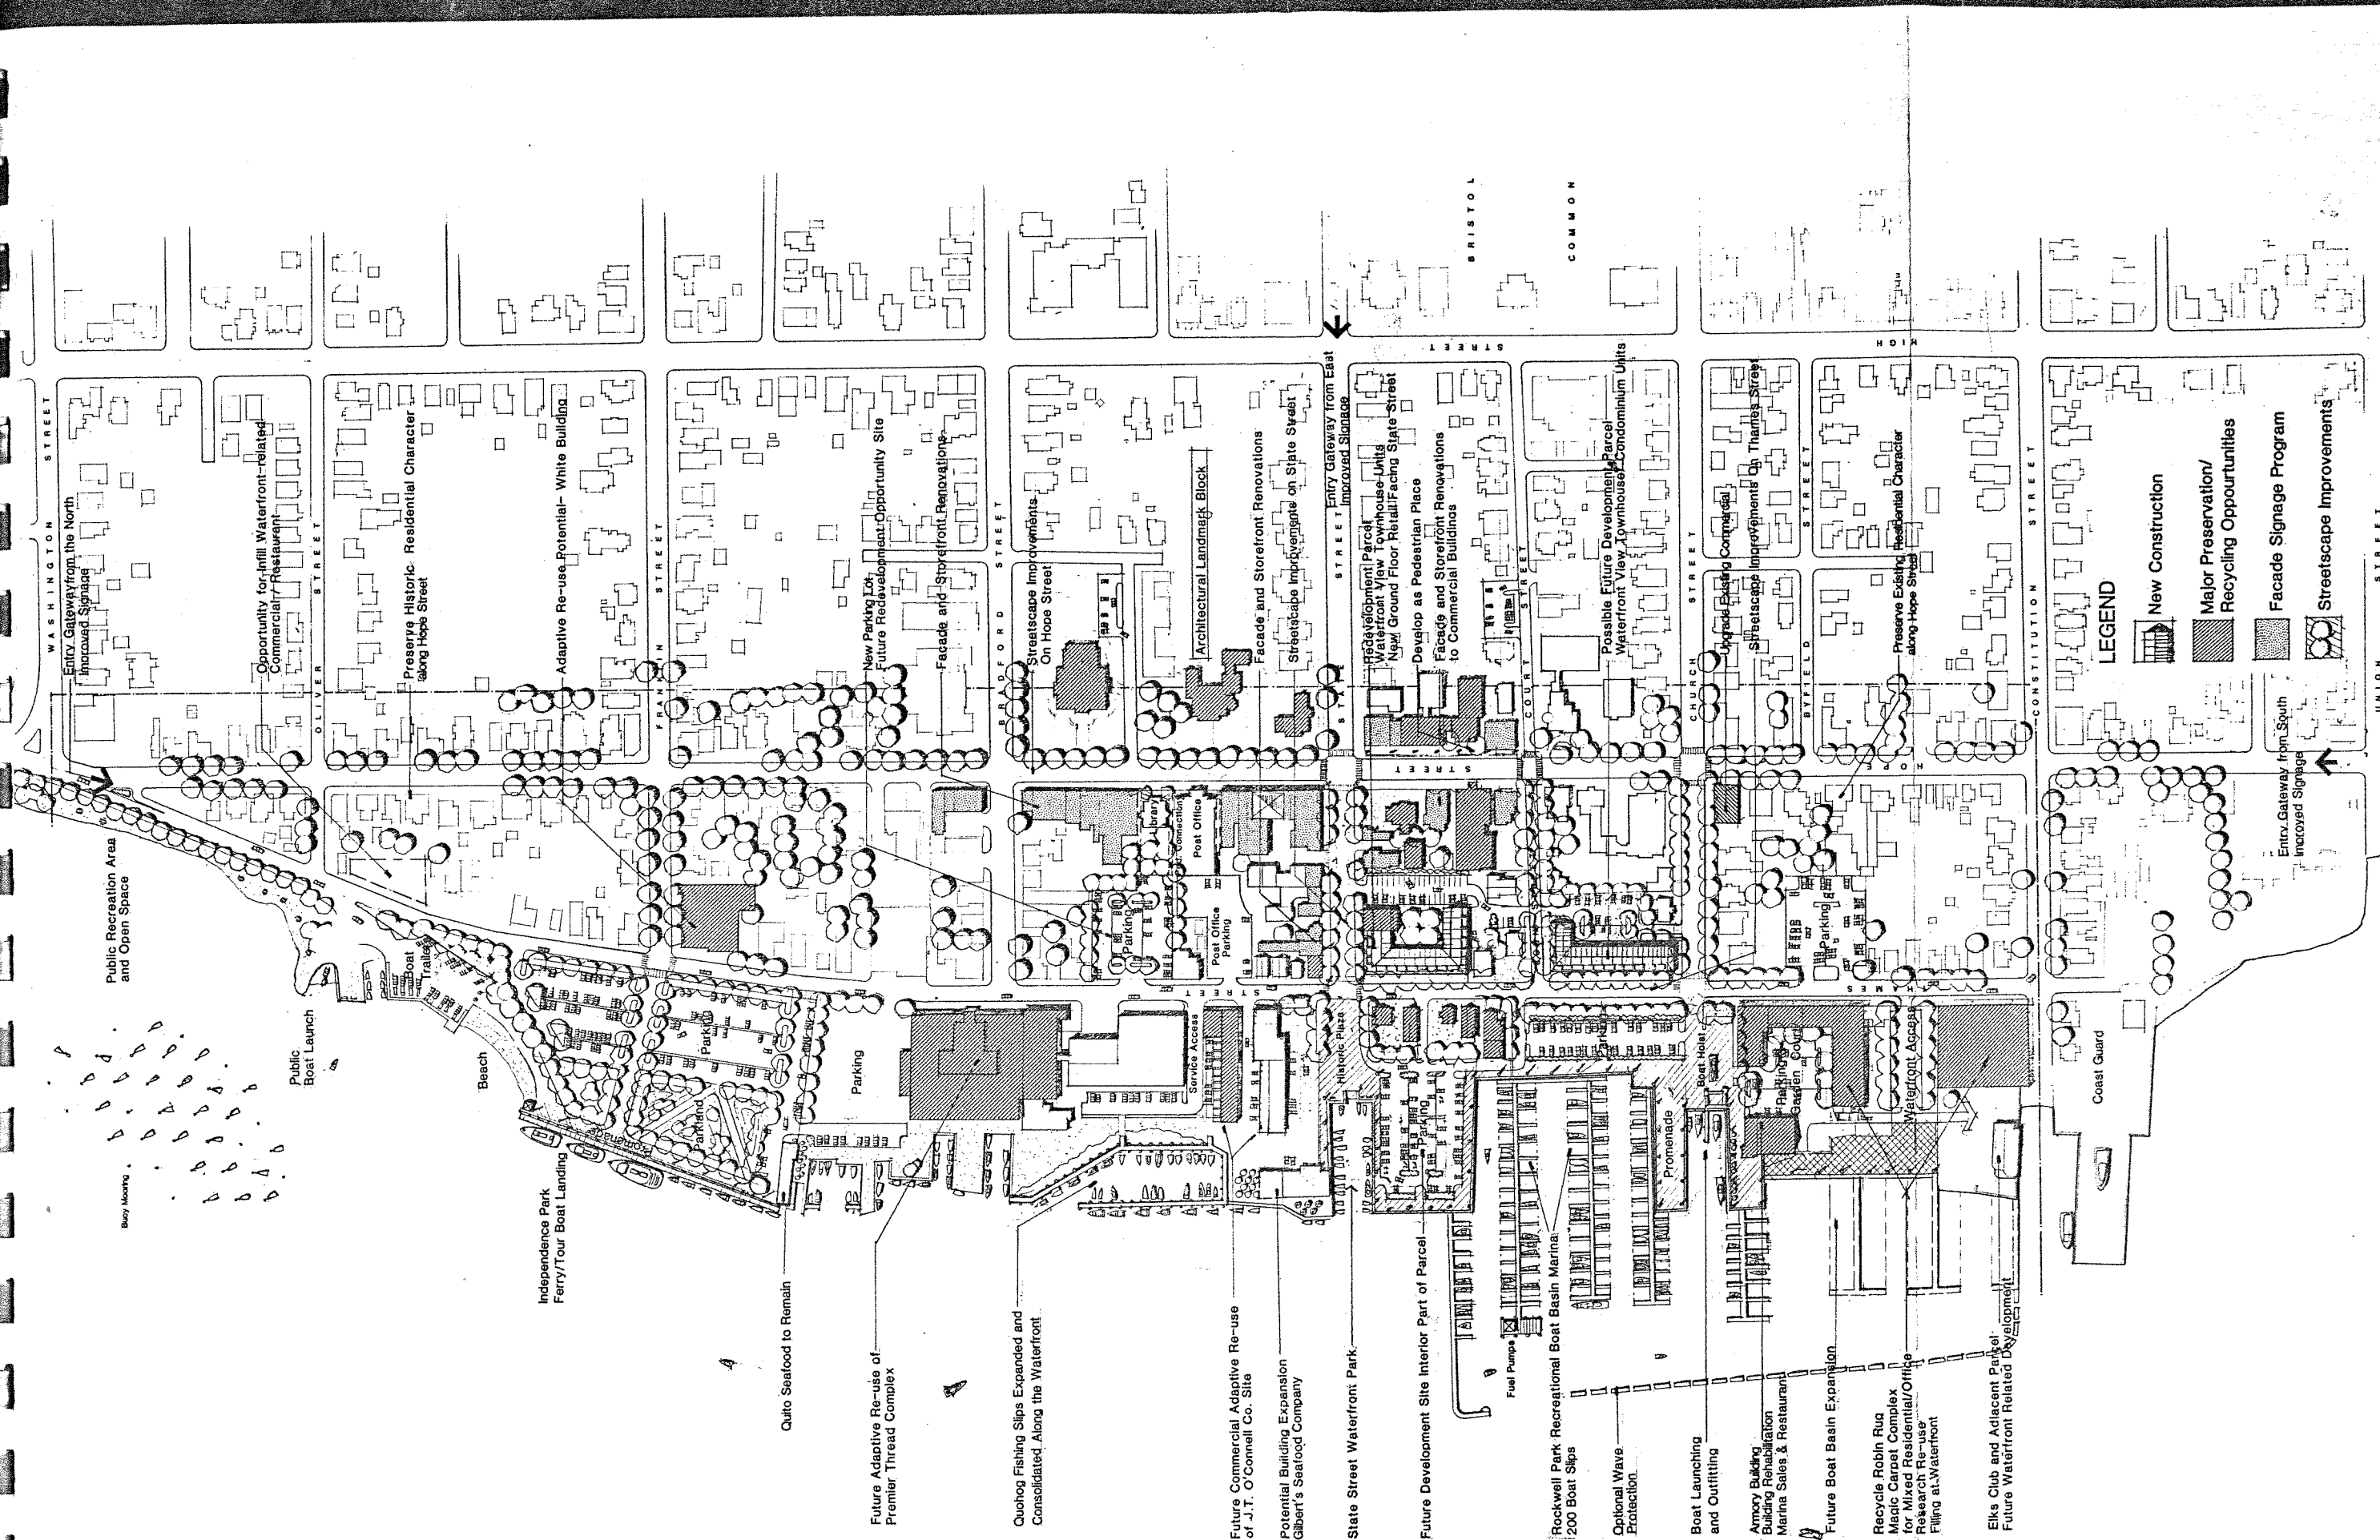 WASHINGTON STREET
Entry Gateway from the North
Improved Signage
Opportunity for Infill Waterfront-related
Commercial / Restaurant
OLIVER STREET
Preserve Historic Residential Character
along Hope Street
Adaptive Re-use Potential- White Building
FRANKLIN STREET
New Parking Lot
Future Redevelopment Opportunity Site
Facade and Storefront Renovations
BRADFORD STREET
Streetscape Improvements
On Hope Street
Architectural Landmark Block
Facade and Storefront Renovations
Streetscape Improvements on State Street
STATE STREET
Entry Gateway from East
Improved Signage
Redevelopment Parcel
Waterfront View Townhouse Units
New Ground Floor Retail Facing State Street
Develop as Pedestrian Place
Facade and Storefront Renovations
to Commercial Buildings
BRISTOL
COMMON
COURT STREET
Possible Future Development Parcel
Waterfront View Townhouse/ Condominium Units
CHURCH STREET
Upgrade Existing Commercial
Streetscape Improvements On Thames Street
BYFIELD STREET
Preserve Existing Residential Character
along Hope Street
HIGH STREET
CONSTITUTION STREET
UNION STREET
HOPE STREET
THAMES STREET
LEGEND
New Construction
Major Preservation/
Recycling Oppourtunities
Facade Signage Program
Streetscape Improvements
Entry Gateway from South
Improved Signage
Public Recreation Area
and Open Space
Boat
Trailer
Public
Boat Launch
Beach
Buoy Mooring
Parking
Parkland
Promenade
Parking
Library
Connection
Post Office
Parking
Post Office
Parking
Service Access
Historic Plaza
Parking
Parking
Promenade
Boat Hoist
Parking
Garden Court
Parking
Waterfront Access
Coast Guard
Independence Park
Ferry/Tour Boat Landing
Quito Seafood to Remain
Future Adaptive Re-use of
Premier Thread Complex
Quohog Fishing Slips Expanded and
Consolidated Along the Waterfront
Future Commercial Adaptive Re-use
of J.T. O'Connell Co. Site
Potential Building Expansion
Gilbert's Seafood Company
State Street Waterfront Park
Future Development Site Interior Part of Parcel
Fuel Pumps
Rockwell Park Recreational Boat Basin Marina
200 Boat Slips
Optional Wave
Protection
Boat Launching
and Outfitting
Armory Building
Building Rehabilitation
Marina Sales & Restaurant
Future Boat Basin Expansion
Recycle Robin Rug
Magic Carpet Complex
for Mixed Residential/Office
Research Re-use
Filling at Waterfront
Elks Club and Adjacent Parcel
Future Waterfront Related Development